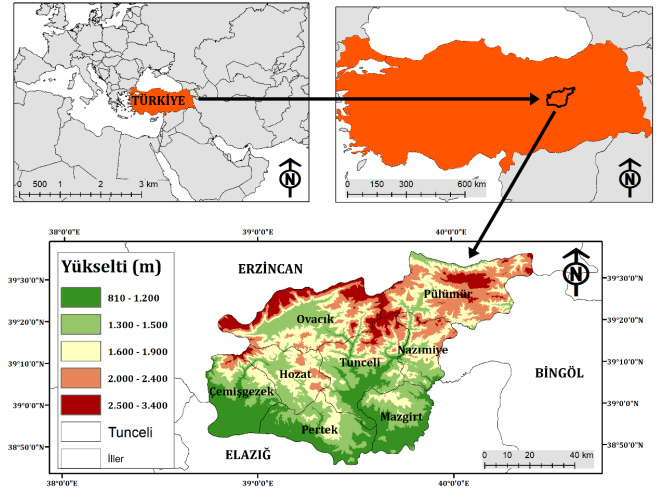 TÜRKİYE
N
0 500 1 2 3 km
N
0 150 300 600 km
38°0'0"E 39°0'0"E 40°0'0"E
Yükselti (m)
810 - 1.200
1.300 - 1.500
1.600 - 1.900
2.000 - 2.400
2.500 - 3.400
Tunceli
İller
ERZİNCAN
N
Pülümür
Ovacık
Nazımiye
Tunceli
Hozat
Çemişgezek
Mazgirt
Pertek
BİNGÖL
ELAZIĞ
0 10 20 40 km
39°30'0"N 39°30'0"N
39°20'0"N 39°20'0"N
39°10'0"N 39°10'0"N
39°0'0"N 39°0'0"N
38°50'0"N 38°50'0"N
38°0'0"E 39°0'0"E 40°0'0"E